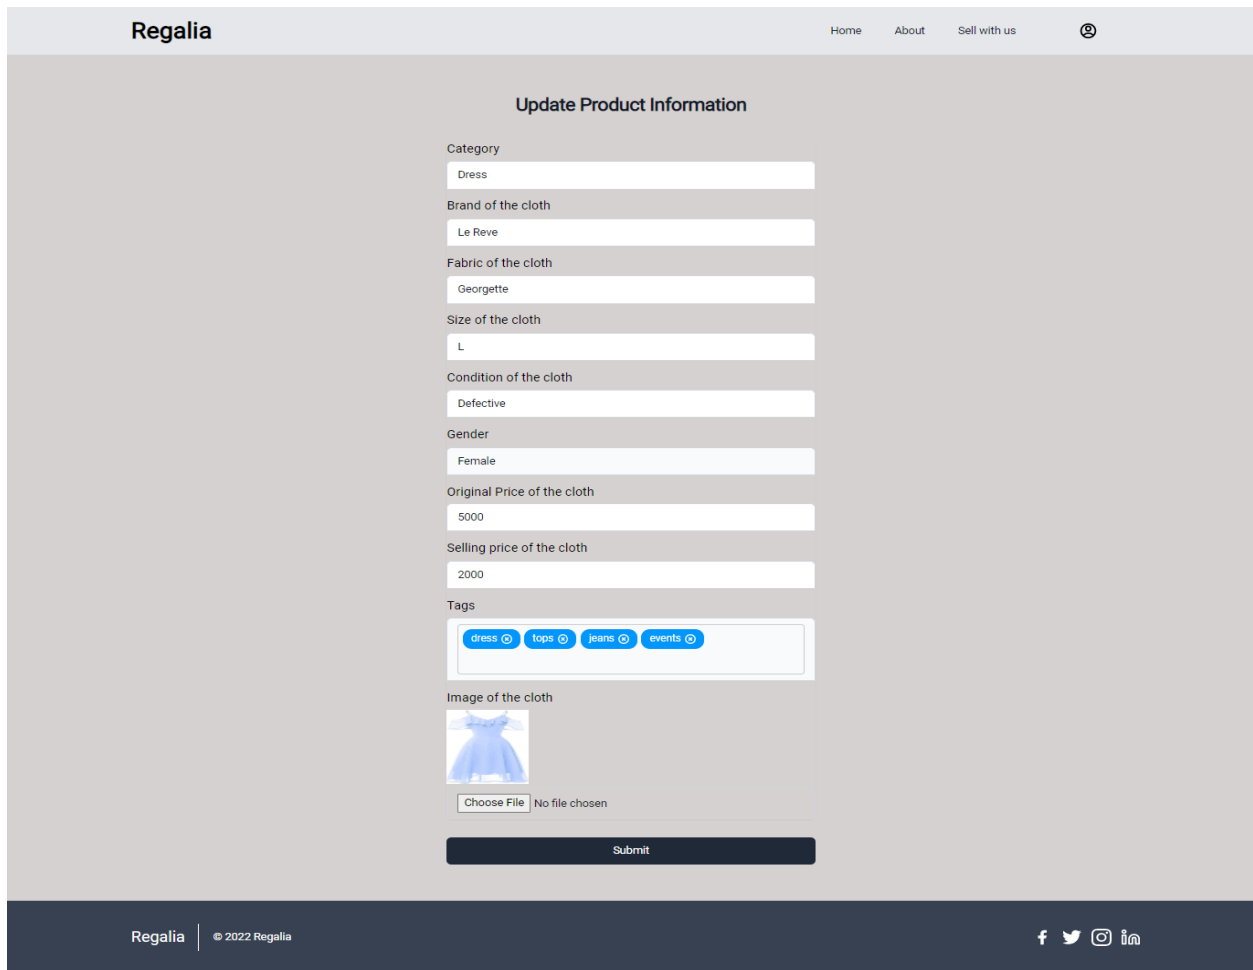 Regalia Home About Sell with us
Update Product Information
Category
Dress
Brand of the cloth
Le Reve
Fabric of the cloth
Georgette
Size of the cloth
L
Condition of the cloth
Defective
Gender
Female
Original Price of the cloth
5000
Selling price of the cloth
2000
Tags
dress tops jeans events
Image of the cloth
Choose File No file chosen
Submit
Regalia © 2022 Regalia